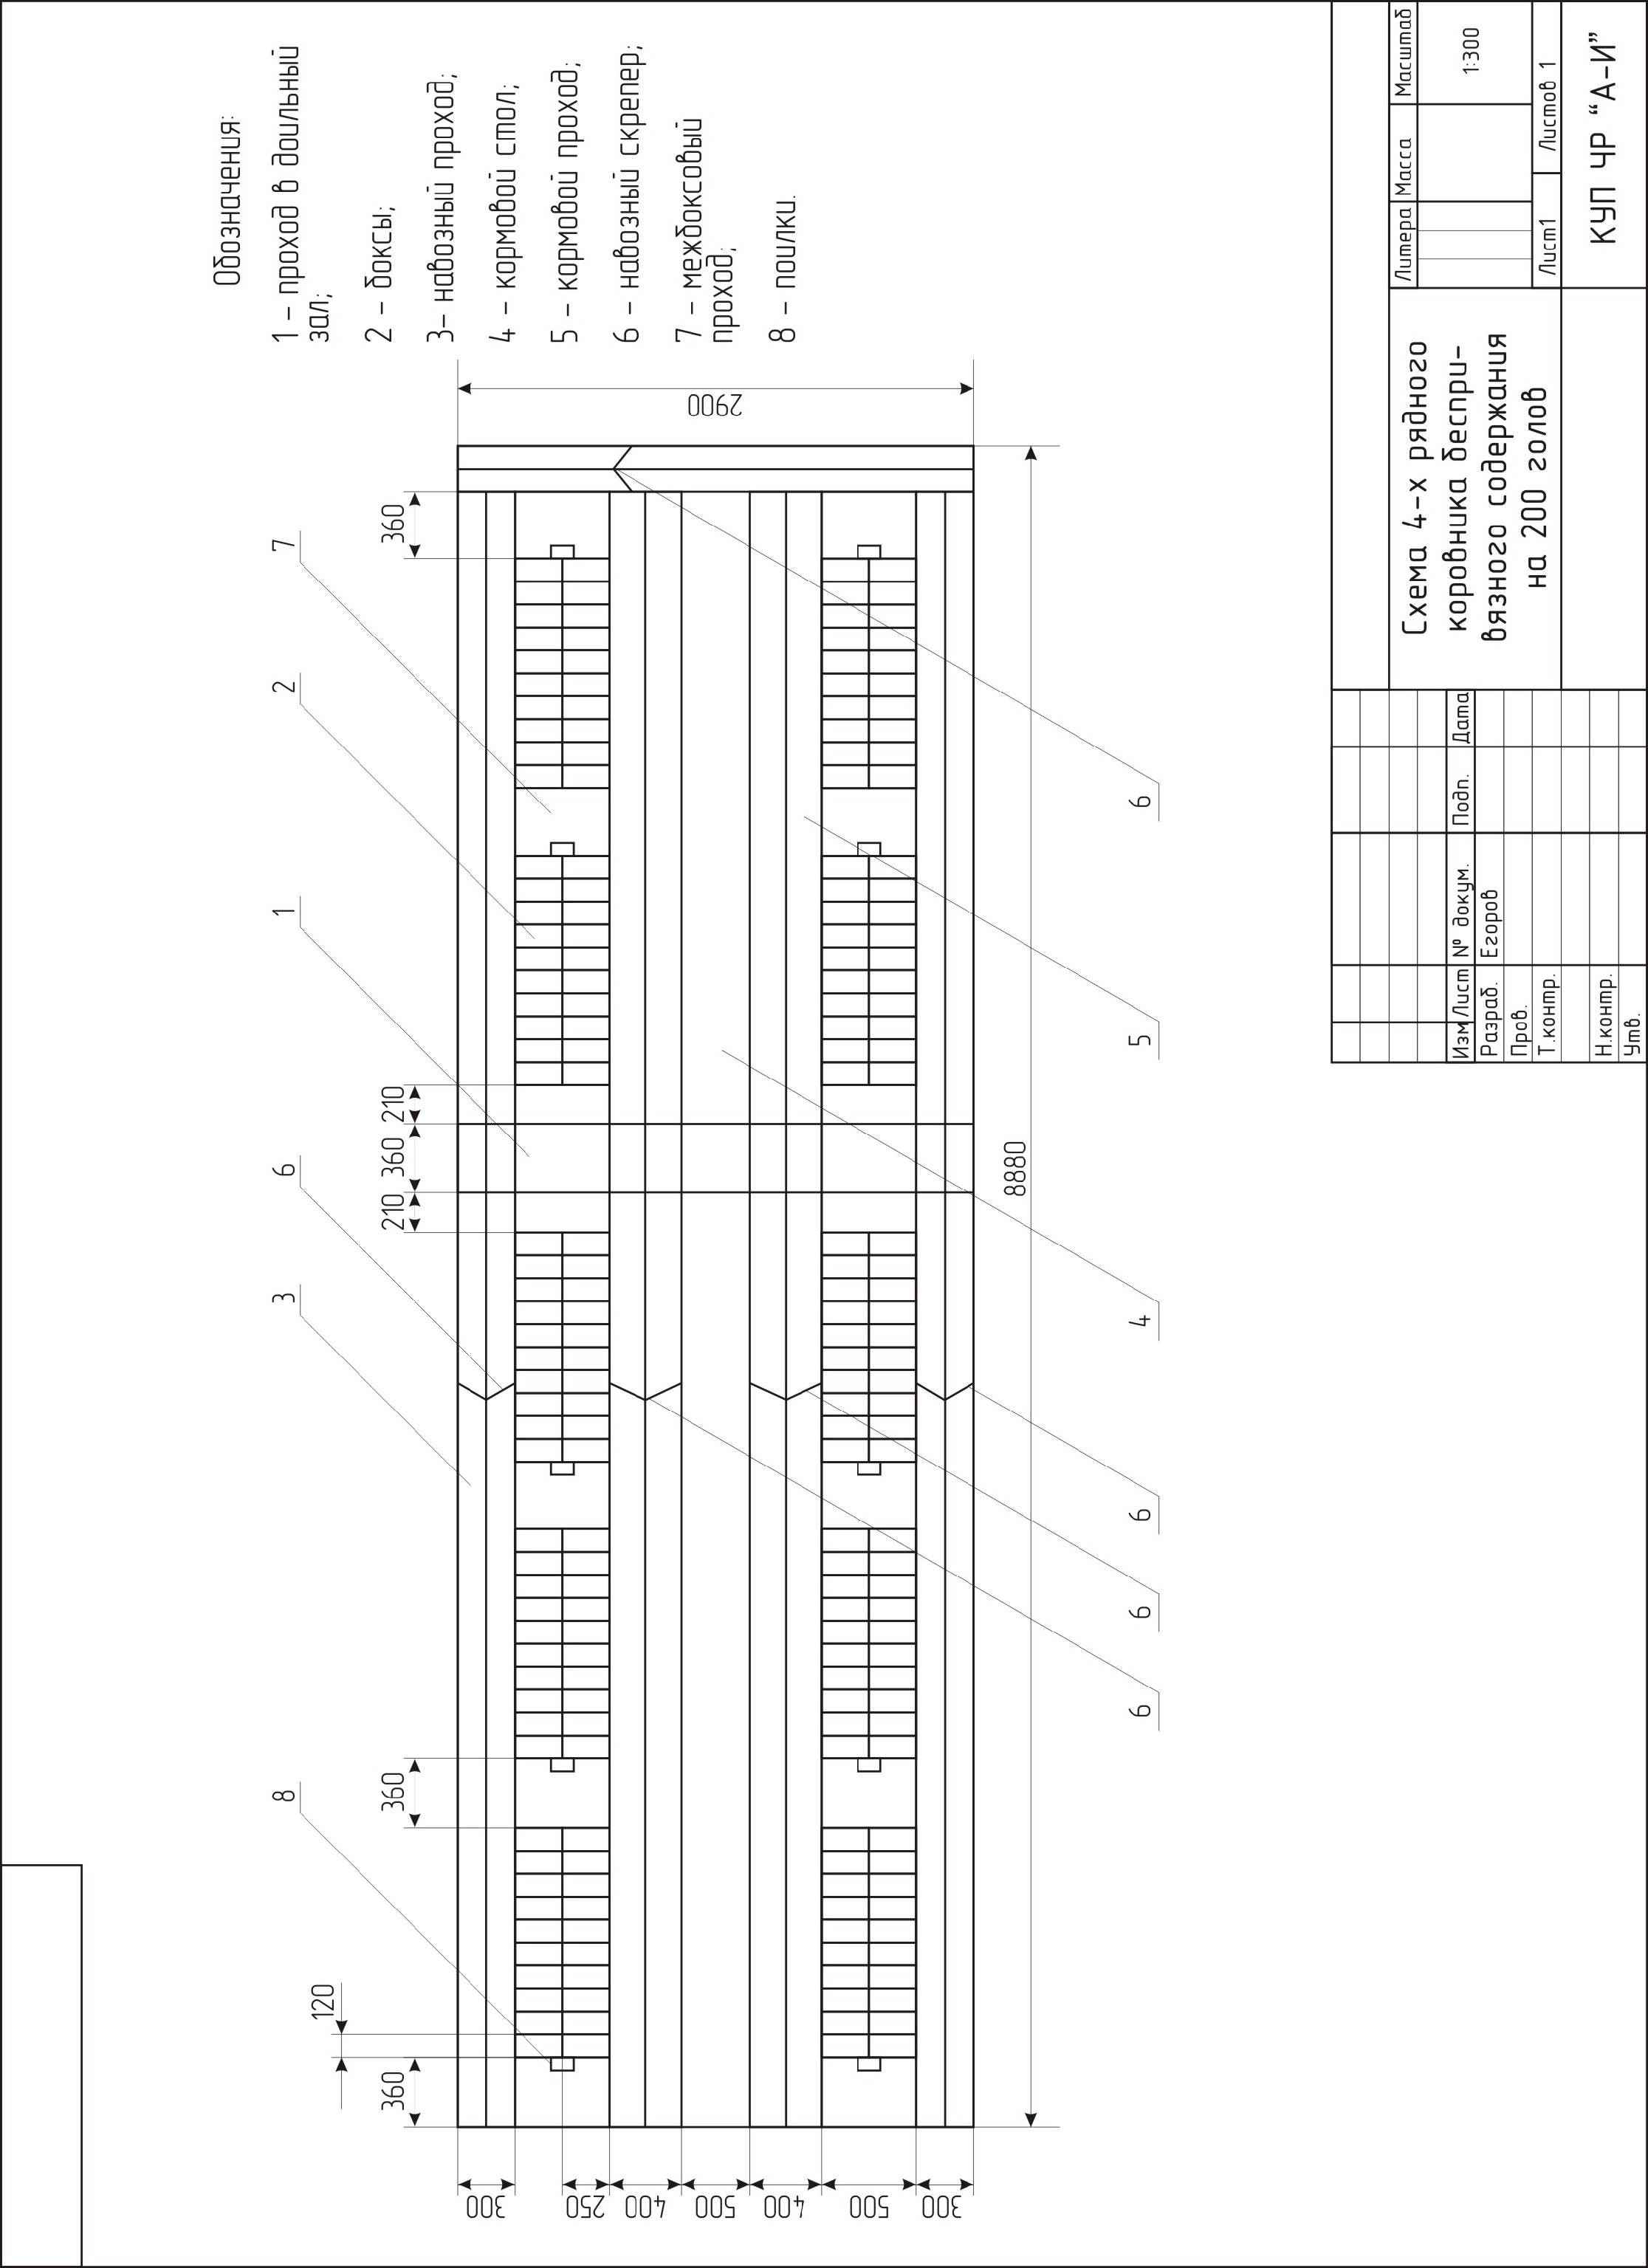 Обозначения:
1 – проход в доильный
зал;
2 – боксы;
3– навозный проход;
4 – кормовой стол;
5 – кормовой проход;
6 – навозный скрепер;
7 – межбоксовый
проход;
8 – поилки.
8
3
6
1
2
7
120
360
360
210
360
210
360
300
250
400
500
400
500
300
2900
8880
6
6
6
4
5
6
Изм
Лист
№ докум.
Подп.
Дата
Разраб.
Егоров
Пров.
Т.контр.
Н.контр.
Утв.
Схема 4-х рядного
коровника беспри-
вязного содержания
на 200 голов
Литера
Масса
Масштаб
1:300
Лист1
Листов 1
КУП ЧР “А-И”